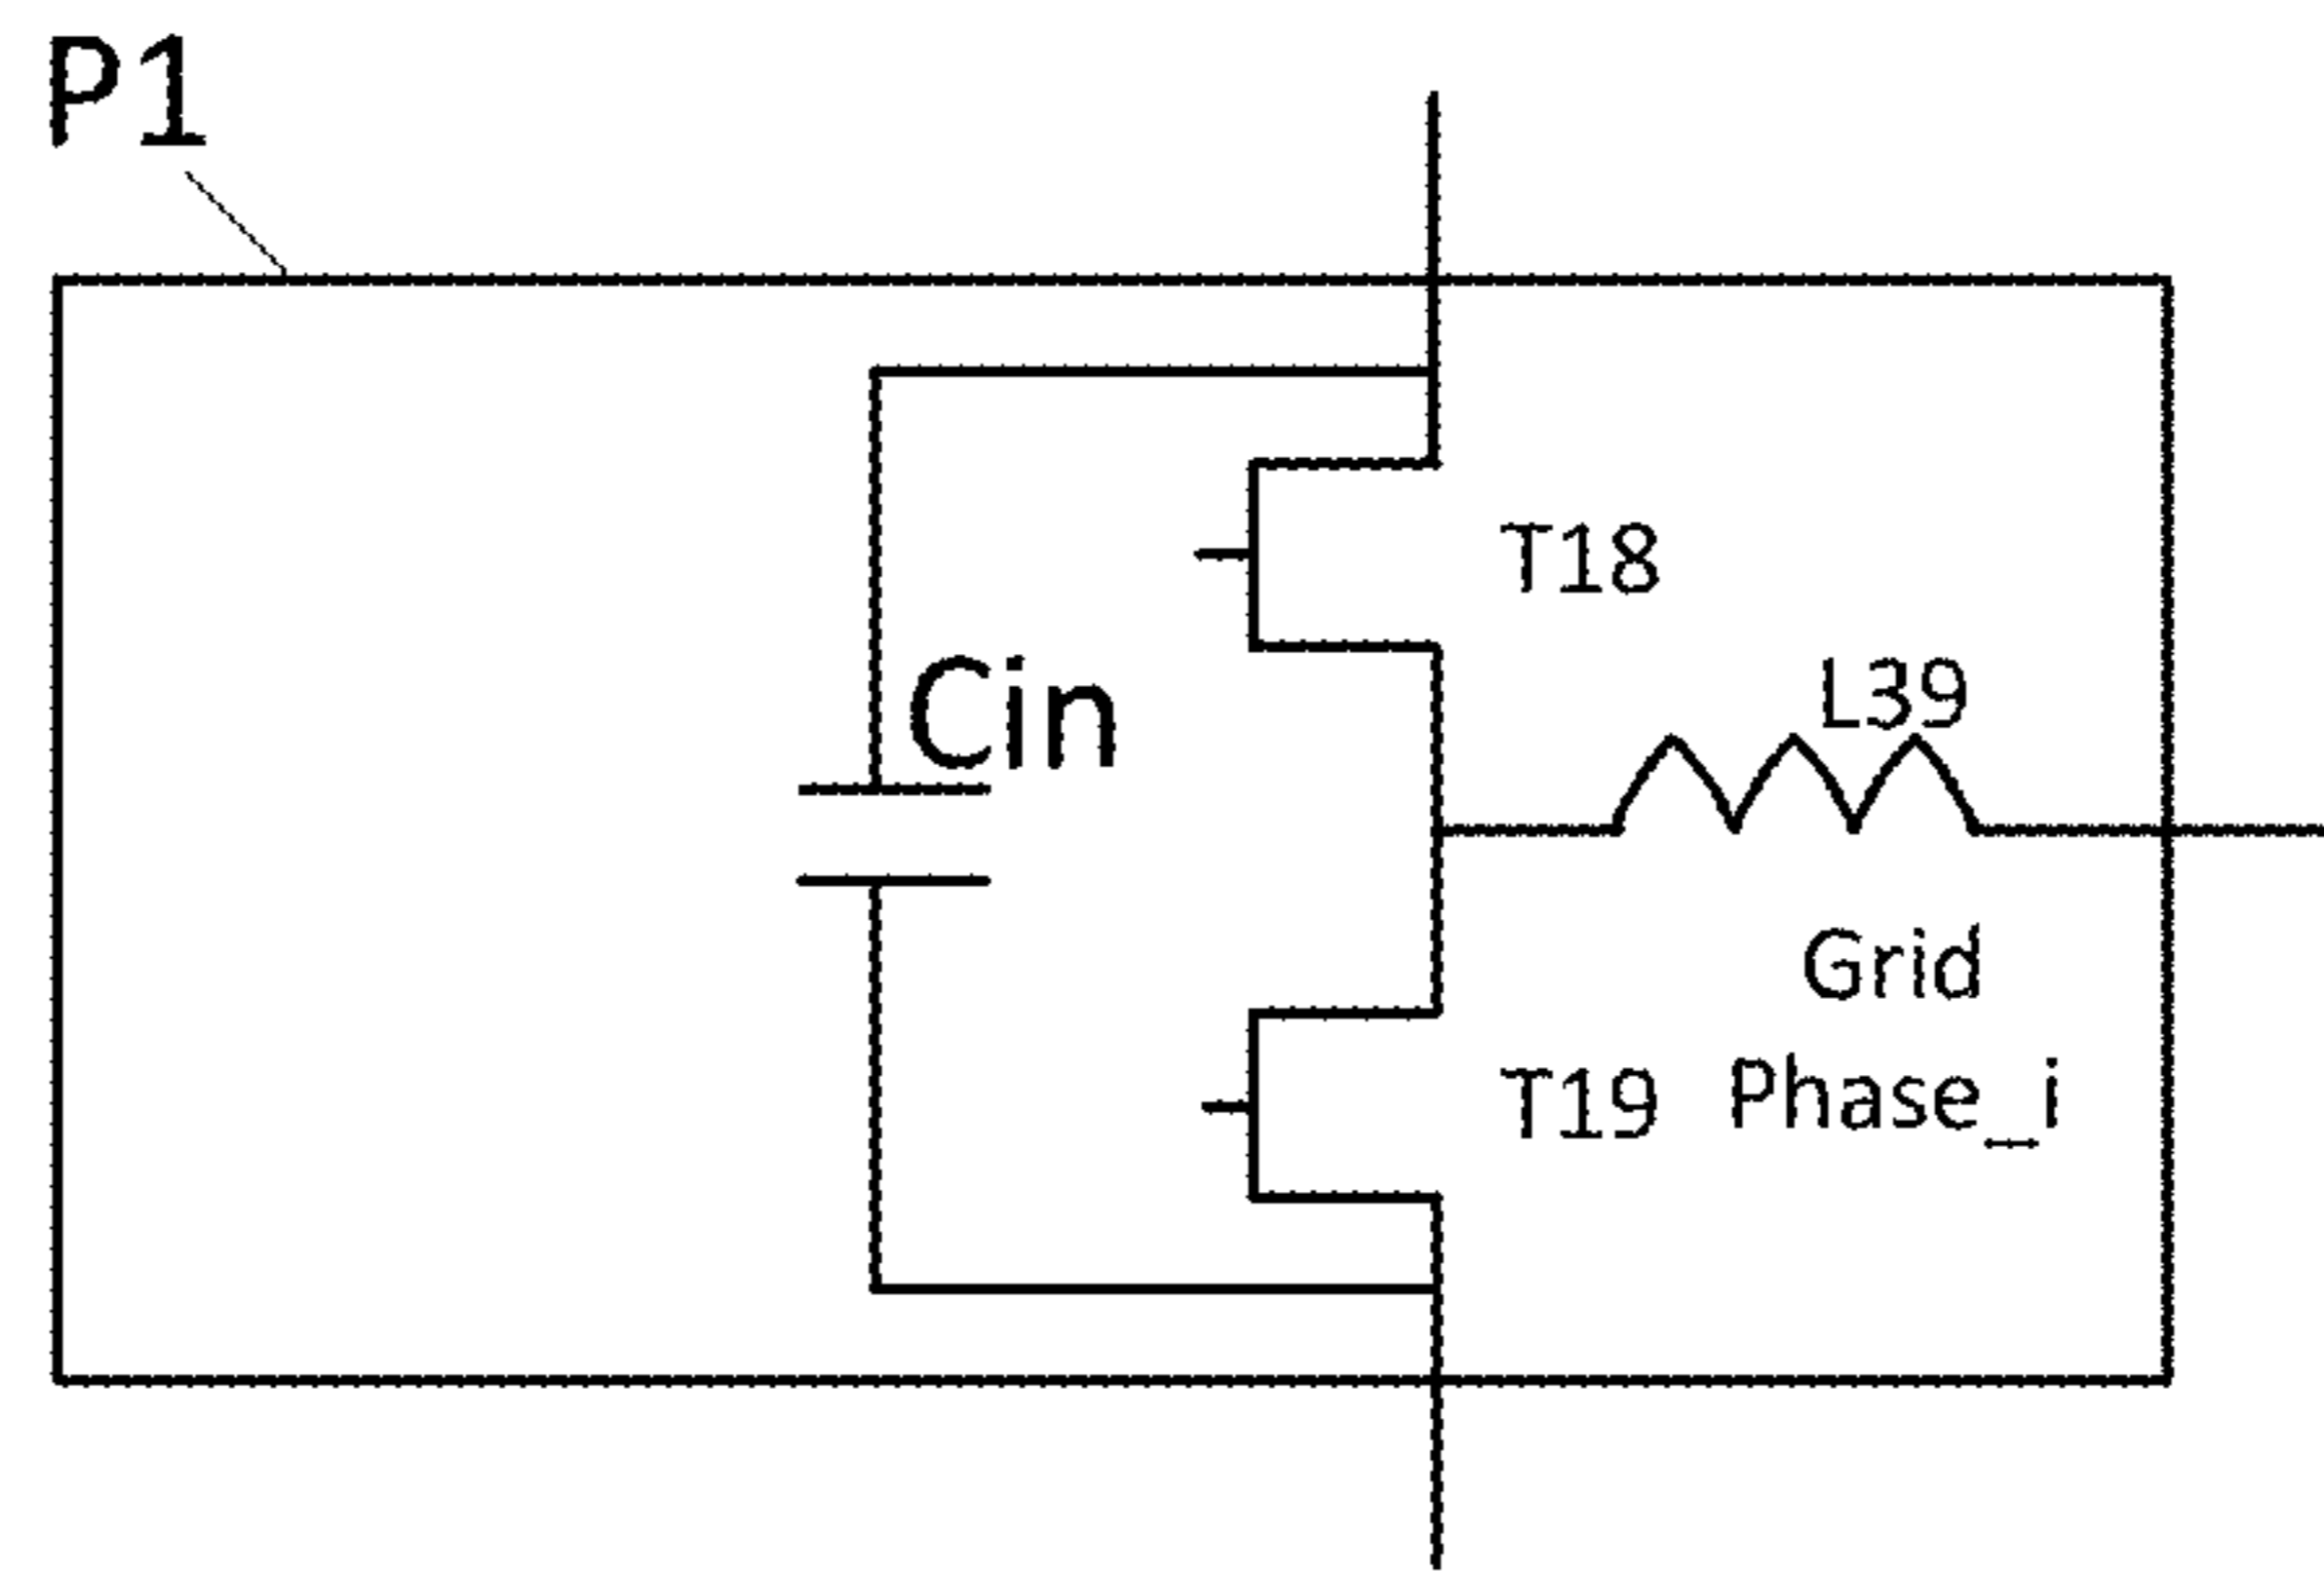 P1
T18
Cin
L39
Grid
T19 Phase_i